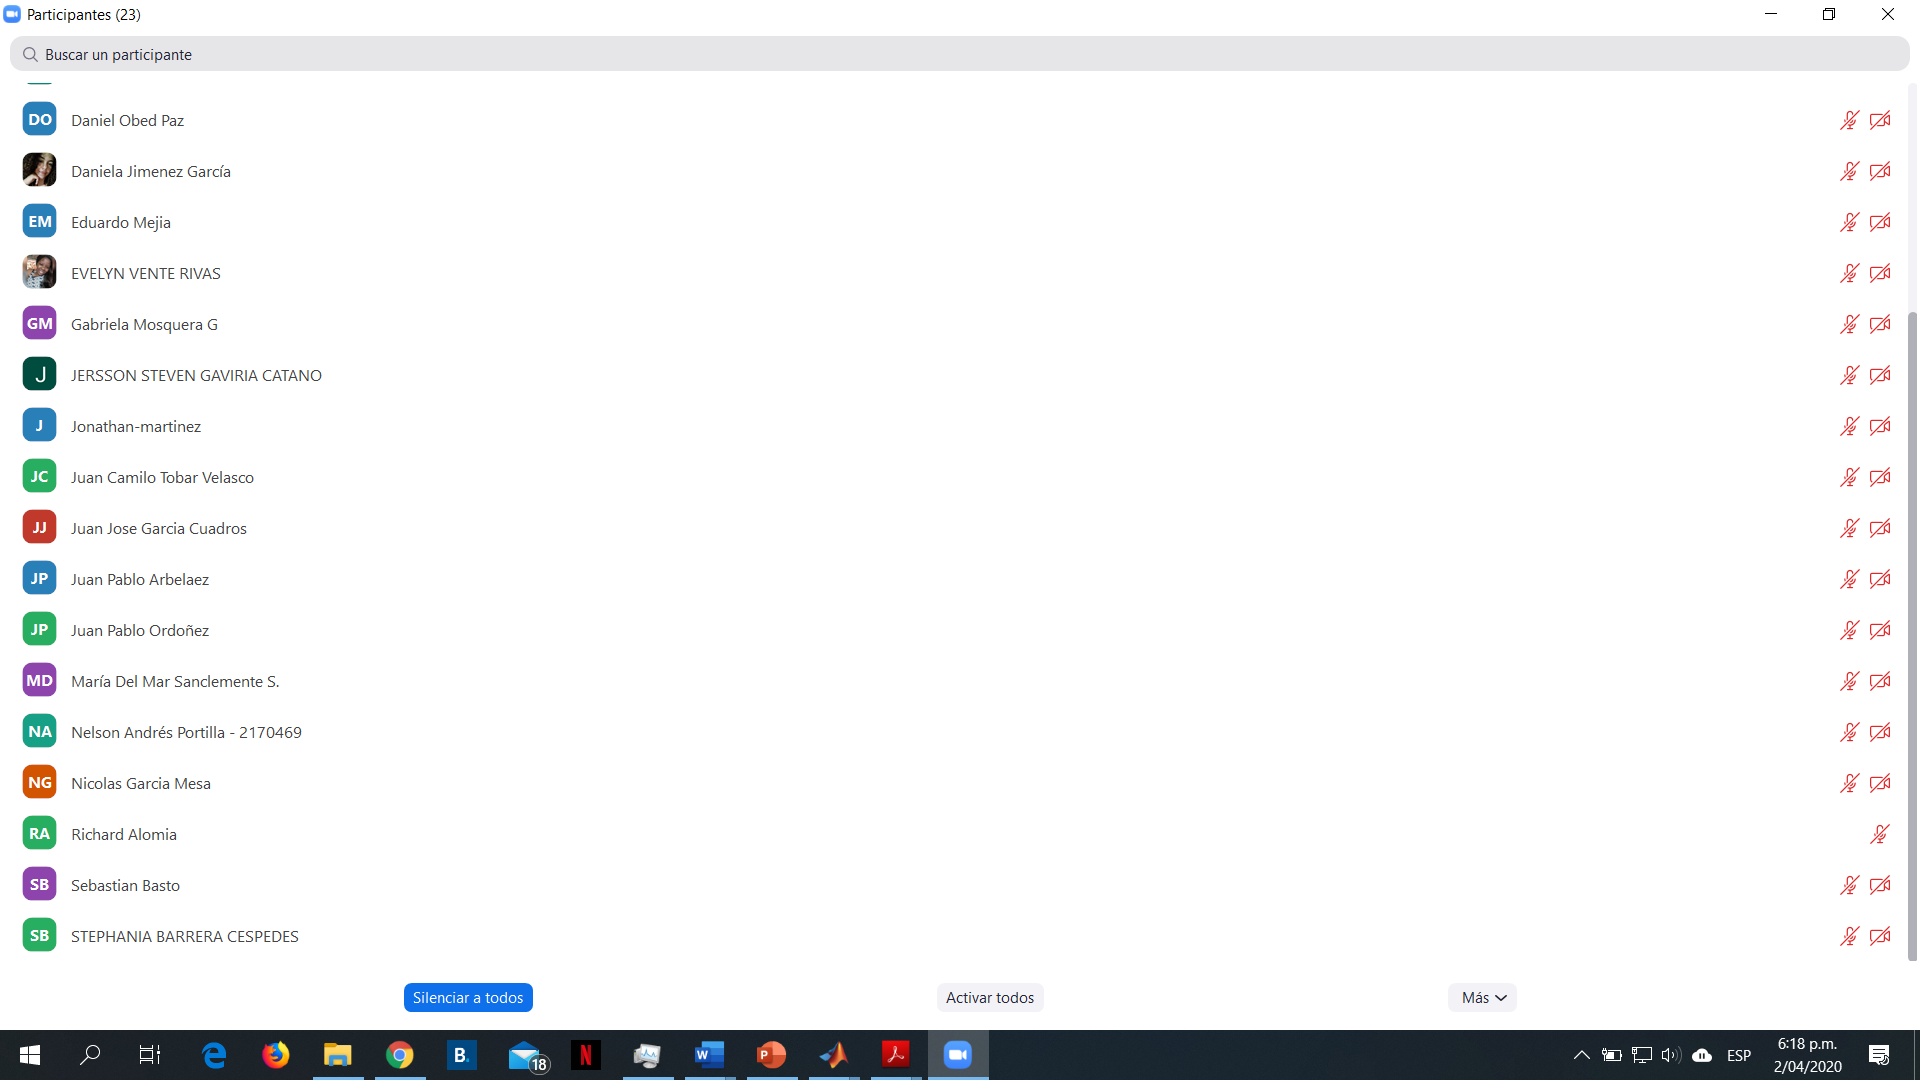 Participantes (23)
Buscar un participante
DO Daniel Obed Paz
Daniela Jimenez García
EM Eduardo Mejia
EVELYN VENTE RIVAS
GM Gabriela Mosquera G
J JERSSON STEVEN GAVIRIA CATANO
J Jonathan-martinez
JC Juan Camilo Tobar Velasco
JJ Juan Jose Garcia Cuadros
JP Juan Pablo Arbelaez
JP Juan Pablo Ordoñez
MD María Del Mar Sanclemente S.
NA Nelson Andrés Portilla - 2170469
NG Nicolas Garcia Mesa
RA Richard Alomia
SB Sebastian Basto
SB STEPHANIA BARRERA CESPEDES
Silenciar a todos Activar todos Más
B. 18 N W P ESP 6:18 p.m.
2/04/2020